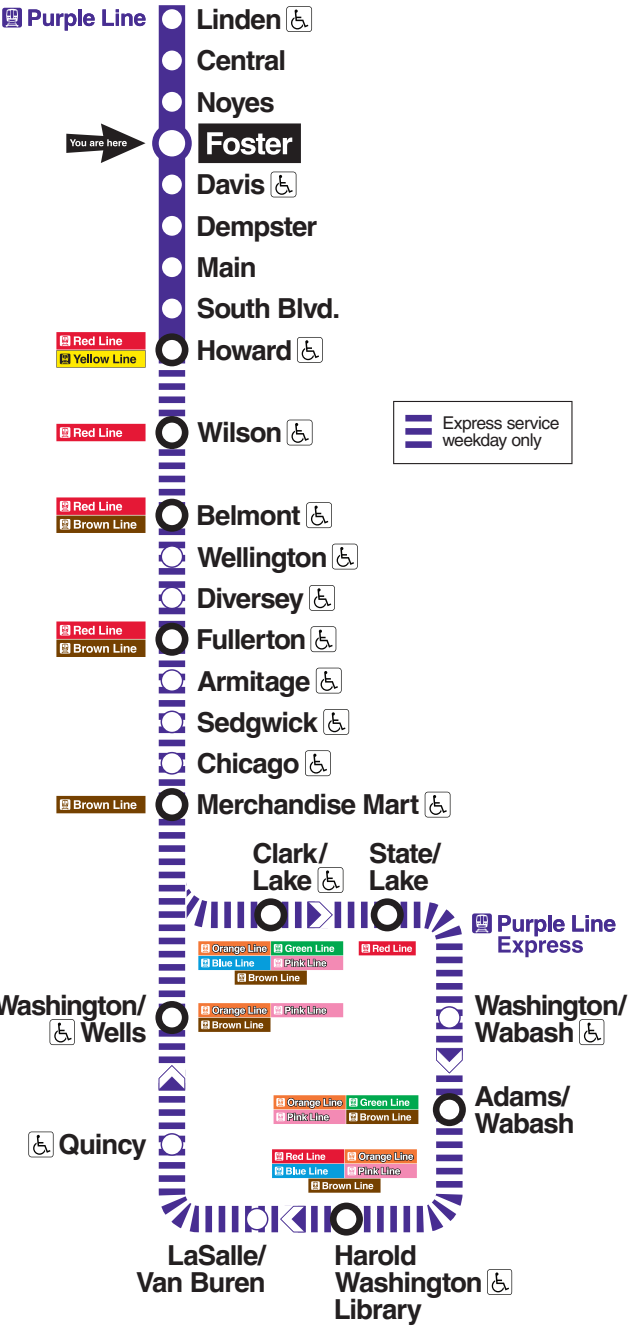 Purple Line
Linden
Central
Noyes
You are here
Foster
Davis
Dempster
Main
South Blvd.
Red Line
Yellow Line
Howard
Express service
weekday only
Red Line
Wilson
Red Line
Brown Line
Belmont
Wellington
Diversey
Red Line
Brown Line
Fullerton
Armitage
Sedgwick
Chicago
Brown Line
Merchandise Mart
Clark/
Lake
State/
Lake
Purple Line
Express
Orange Line Green Line
Blue Line Pink Line
Brown Line
Red Line
Washington/
Wells
Orange Line Pink Line
Brown Line
Washington/
Wabash
Orange Line Green Line
Pink Line Brown Line
Adams/
Wabash
Quincy
Red Line Orange Line
Blue Line Pink Line
Brown Line
LaSalle/
Van Buren
Harold
Washington
Library